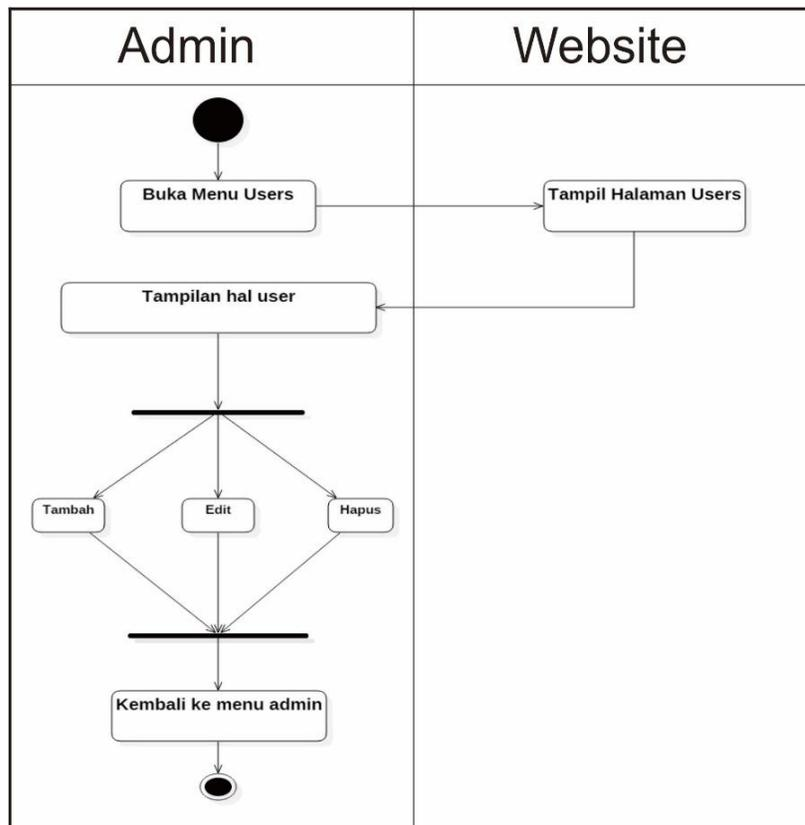 Admin
Website
Buka Menu Users
Tampil Halaman Users
Tampilan hal user
Tambah
Edit
Hapus
Kembali ke menu admin